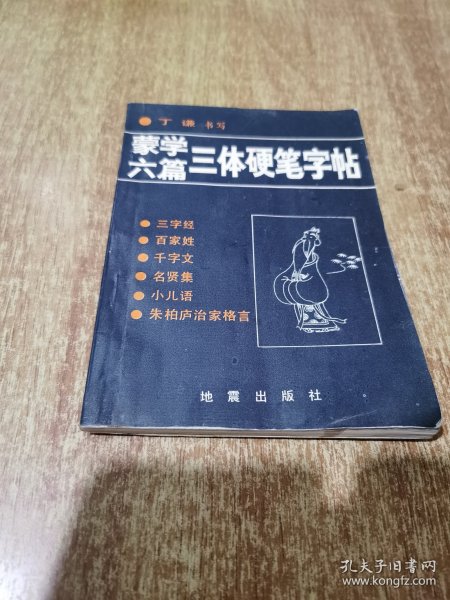 ●丁谦 书写
蒙学六篇三体硬笔字帖
●三字经
●百家姓
●千字文
●名贤集
●小儿语
●朱柏庐治家格言
地震出版社
孔夫子旧书网
www.kongfz.com